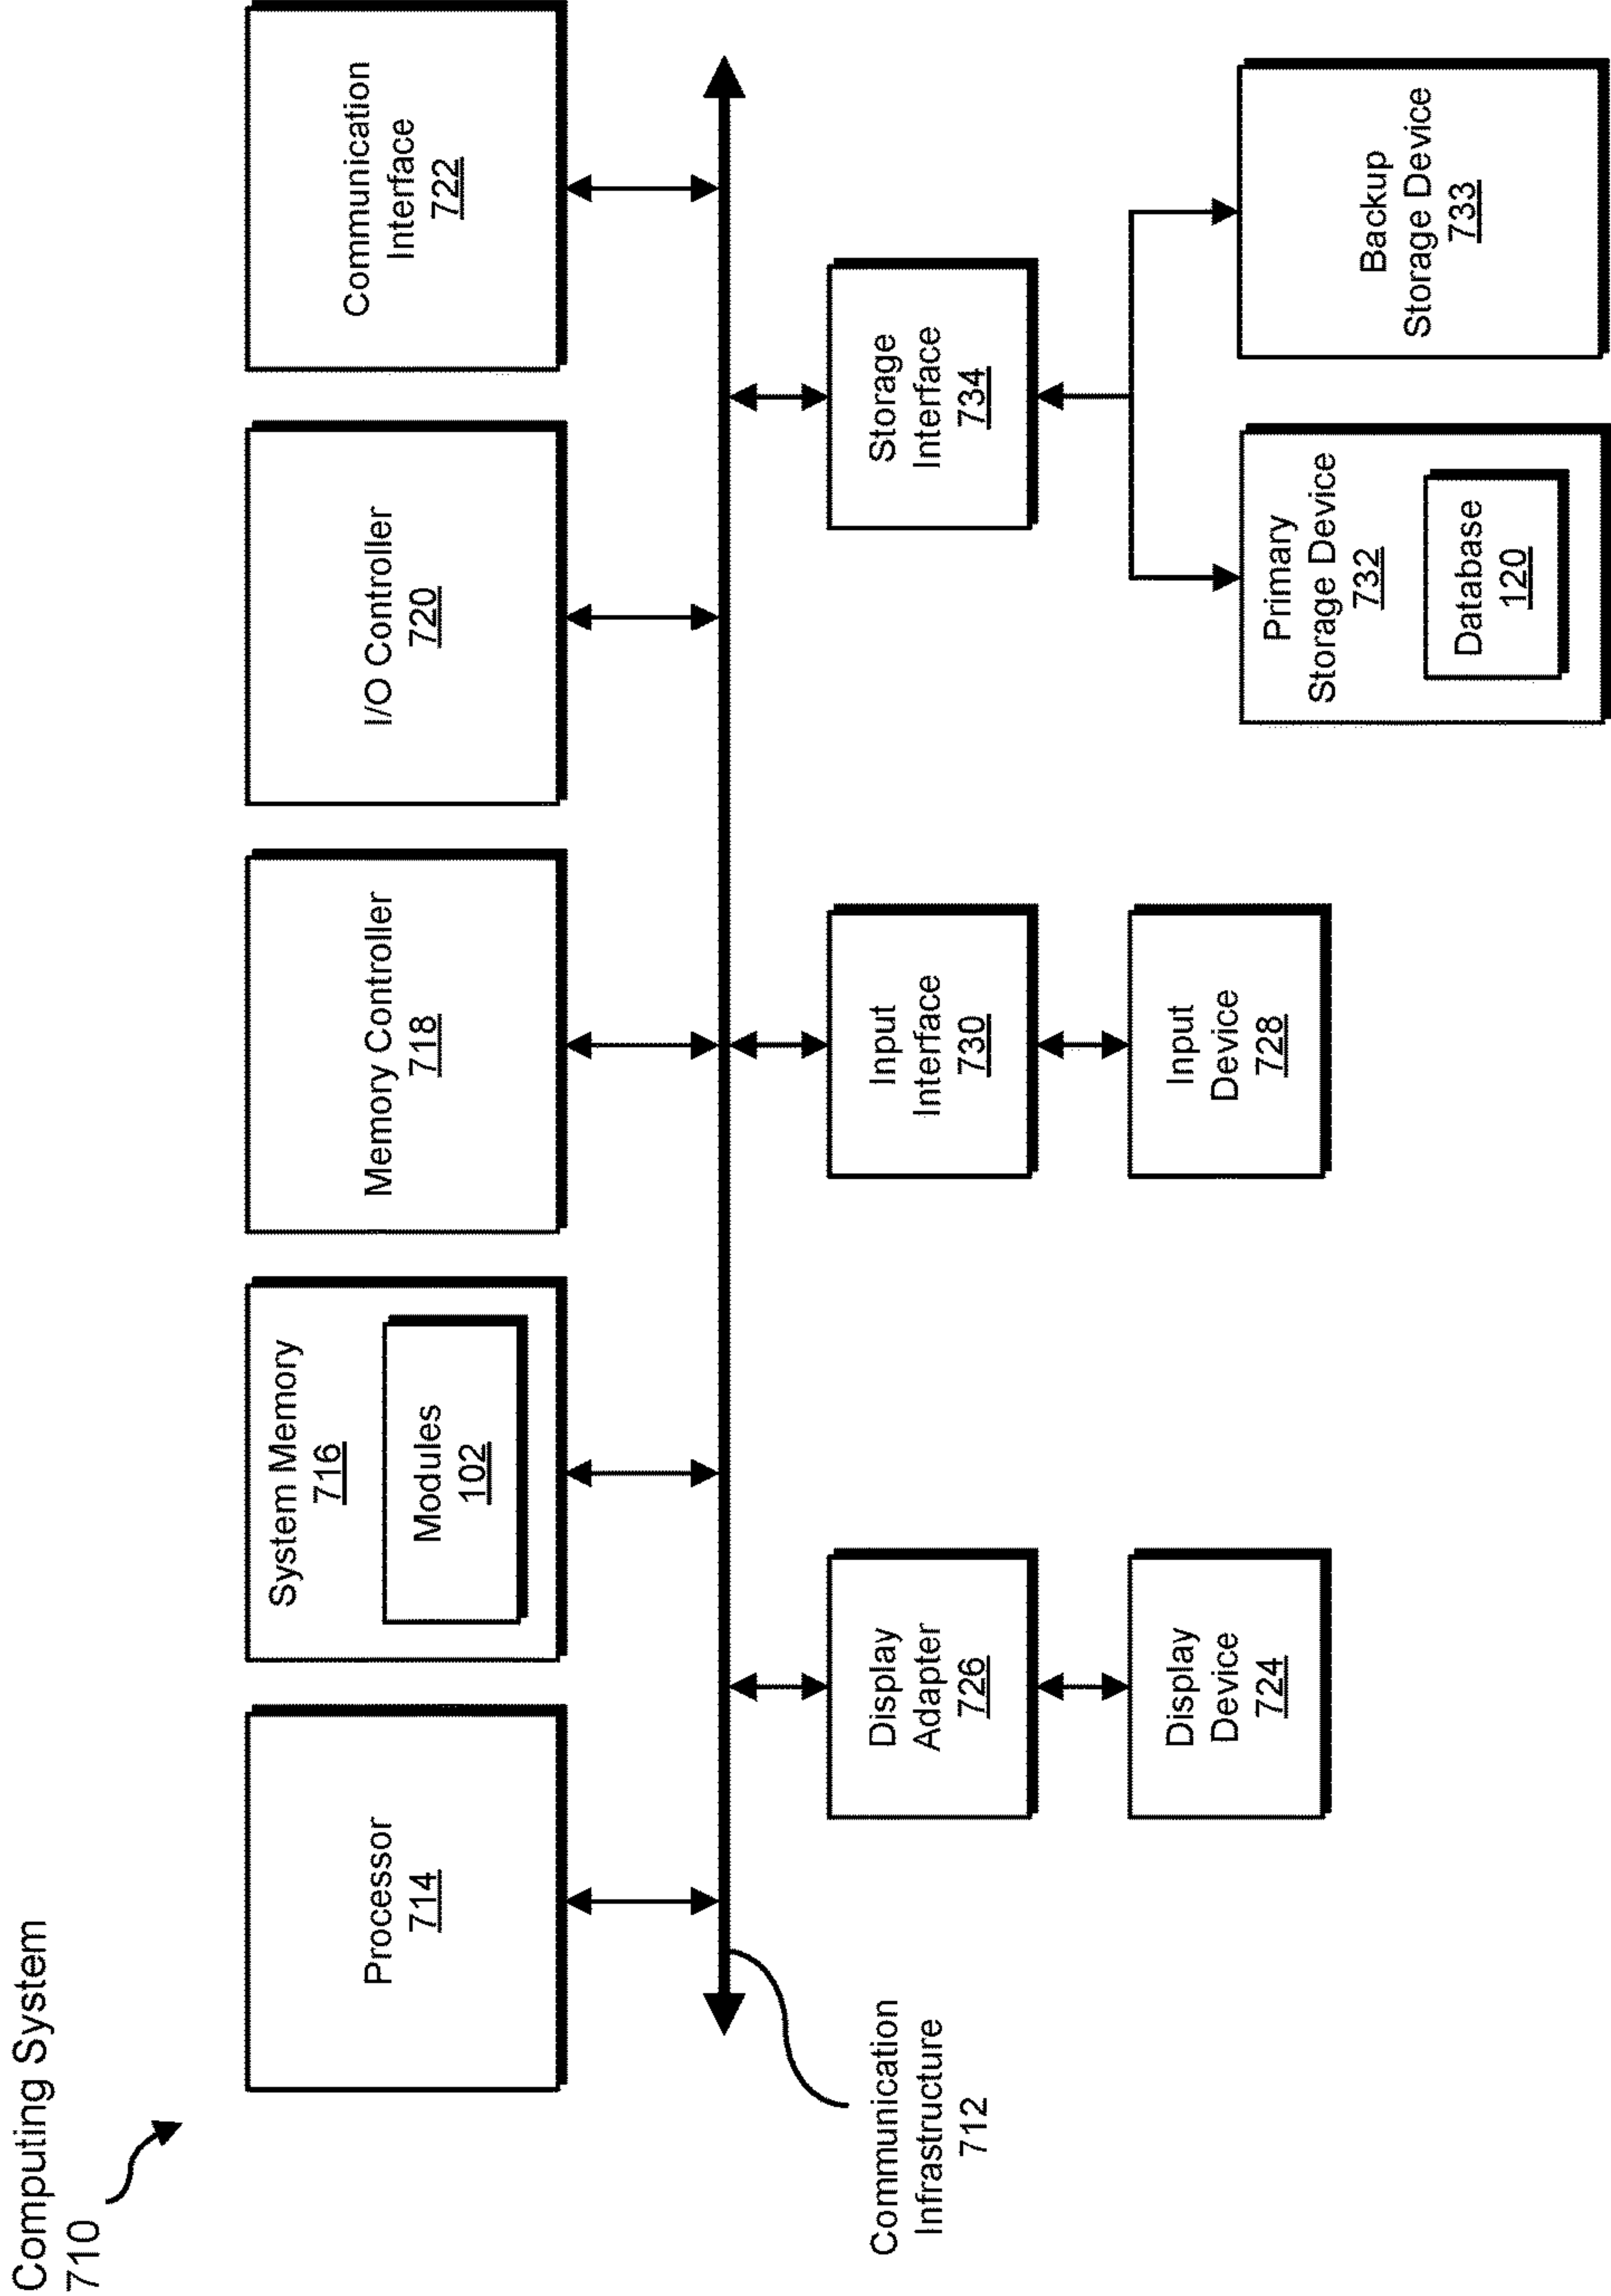 Computing System
710
Processor
714
System Memory
716
Modules
102
Memory Controller
718
I/O Controller
720
Communication
Interface
722
Communication
Infrastructure
712
Display
Adapter
726
Input
Interface
730
Storage
Interface
734
Display
Device
724
Input
Device
728
Primary
Storage Device
732
Database
120
Backup
Storage Device
733